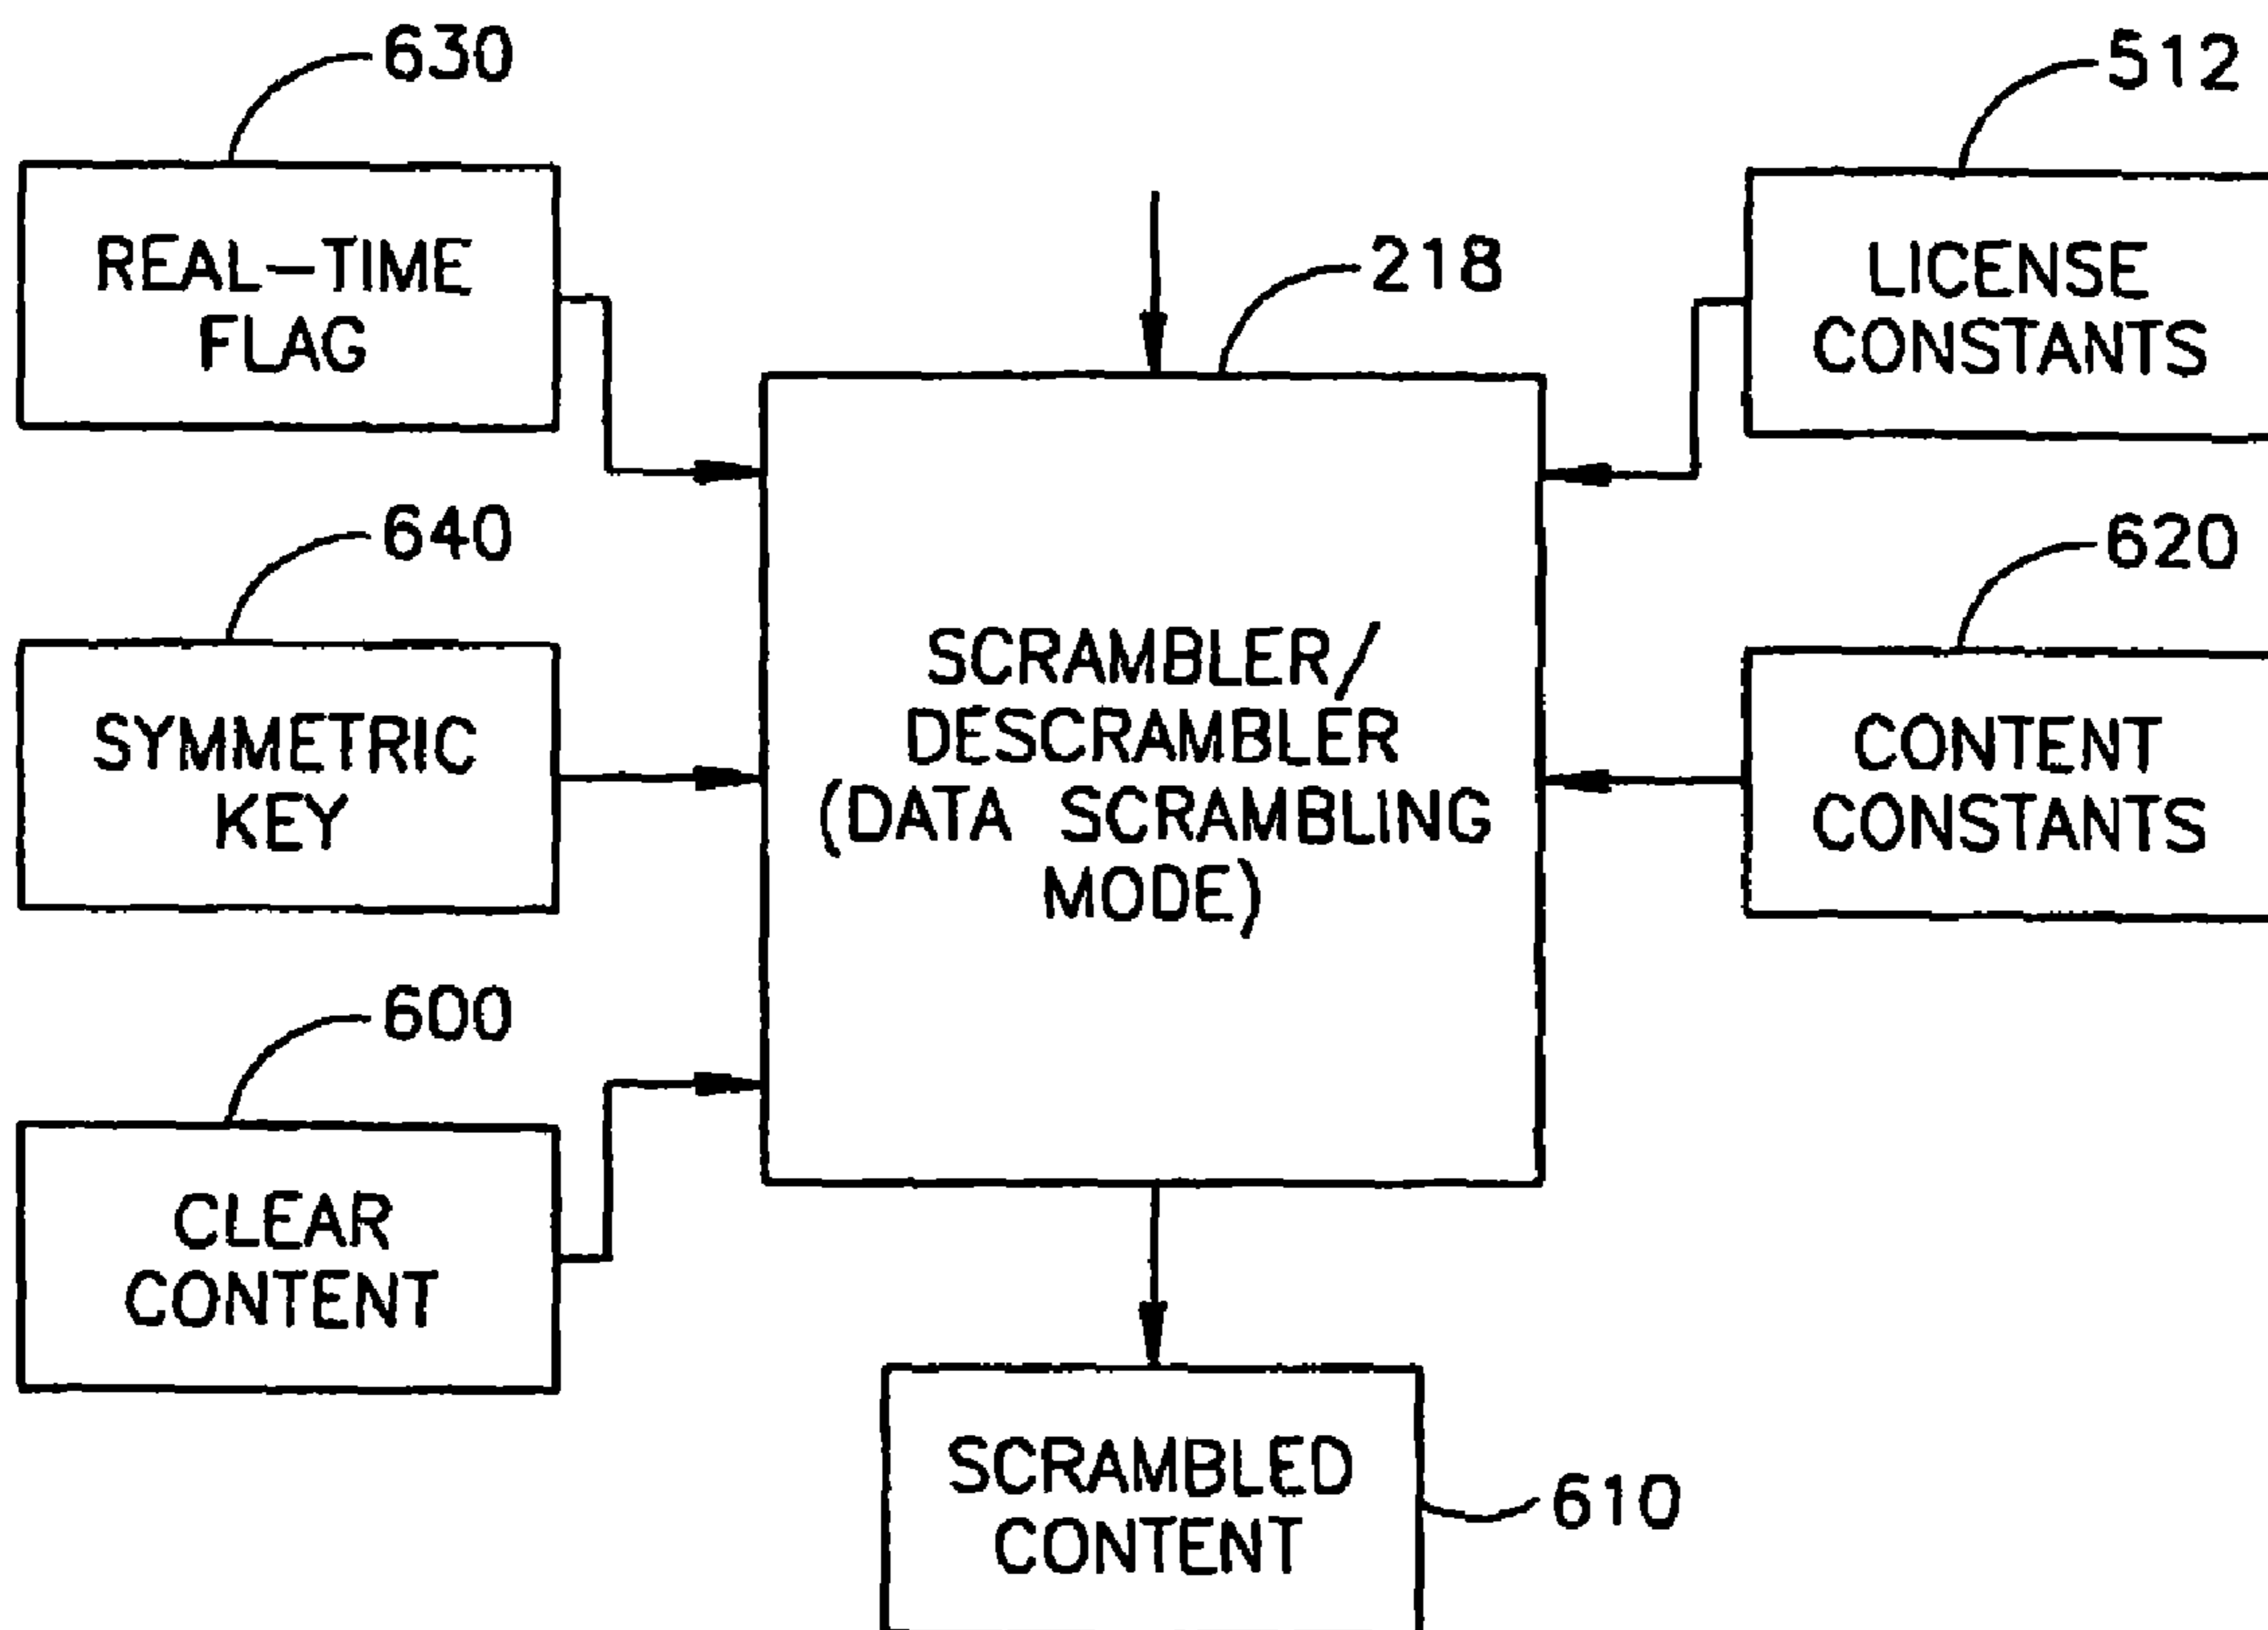 630
REAL-TIME
FLAG
512
LICENSE
CONSTANTS
218
640
SYMMETRIC
KEY
SCRAMBLER/
DESCRAMBLER
(DATA SCRAMBLING
MODE)
620
CONTENT
CONSTANTS
600
CLEAR
CONTENT
SCRAMBLED
CONTENT
610